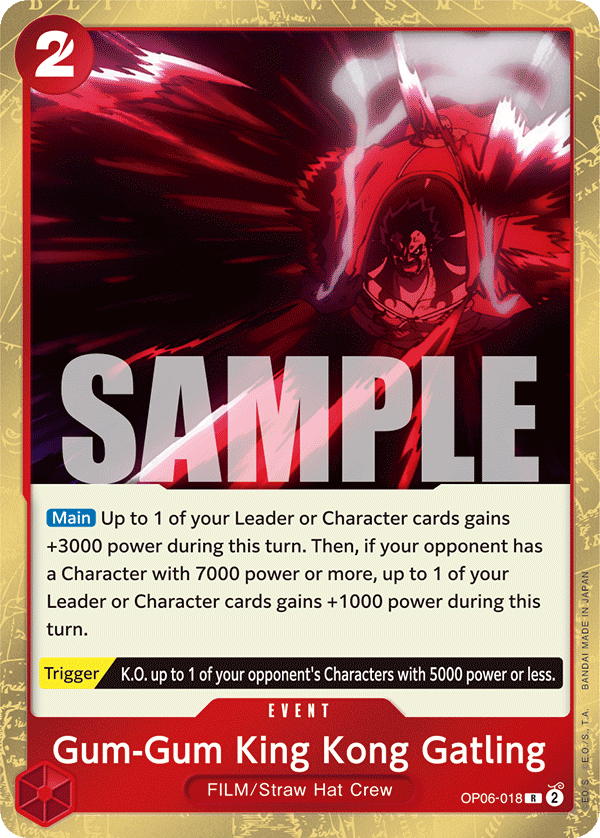 2
SAMPLE
Main Up to 1 of your Leader or Character cards gains
+3000 power during this turn. Then, if your opponent has
a Character with 7000 power or more, up to 1 of your
Leader or Character cards gains +1000 power during this
turn.
Trigger K.O. up to 1 of your opponent's Characters with 5000 power or less.
EVENT
Gum-Gum King Kong Gatling
FILM/Straw Hat Crew
OP06-018 R 2
BANDAI MADE IN JAPAN